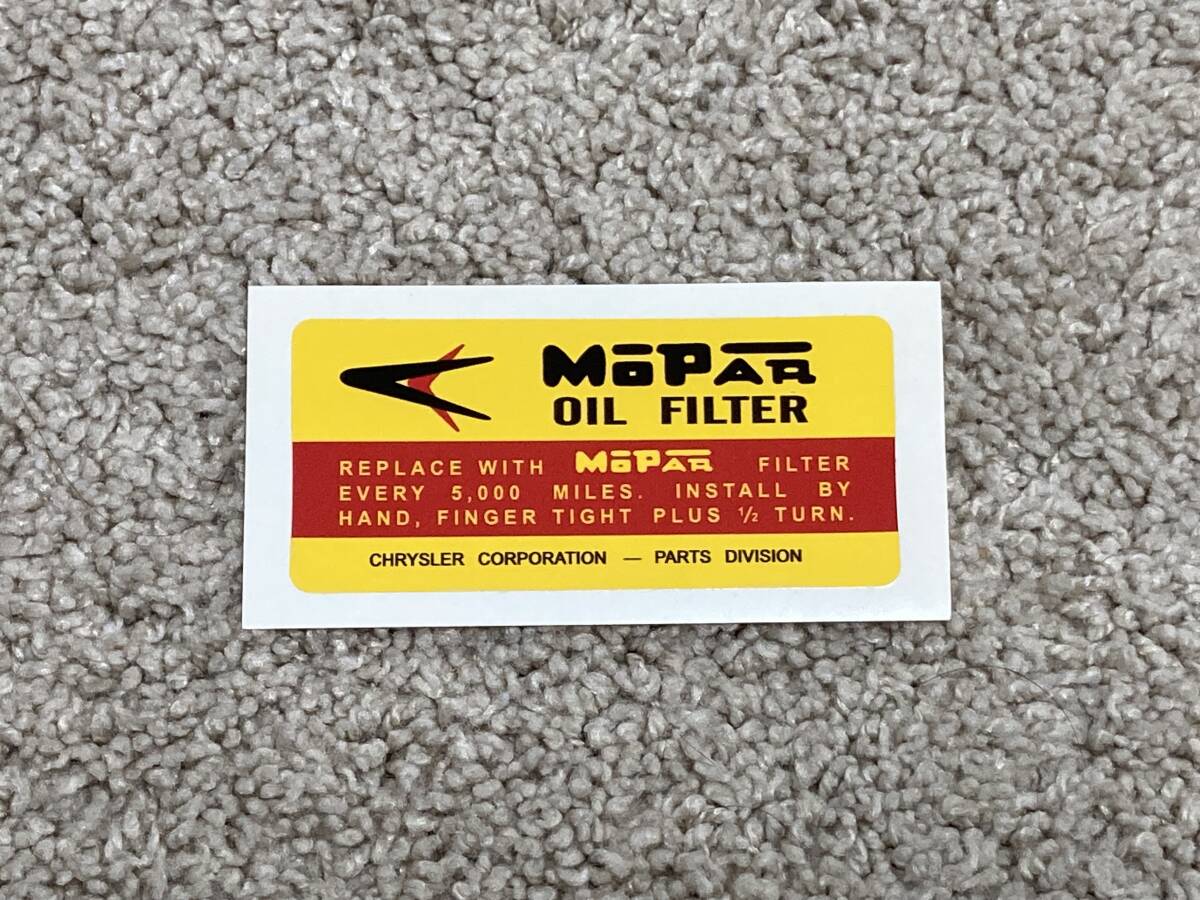 MoPar
OIL FILTER
REPLACE WITH MoPar FILTER
EVERY 5,000 MILES. INSTALL BY
HAND, FINGER TIGHT PLUS ½ TURN.
CHRYSLER CORPORATION — PARTS DIVISION